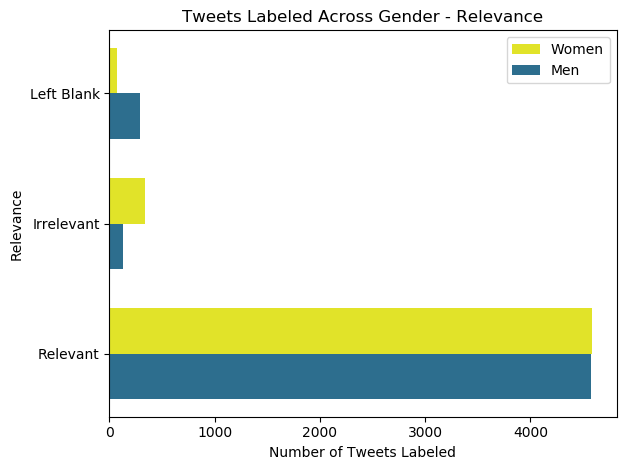 Tweets Labeled Across Gender - Relevance
Women
Men
Left Blank
Irrelevant
Relevant
Relevance
0 1000 2000 3000 4000
Number of Tweets Labeled